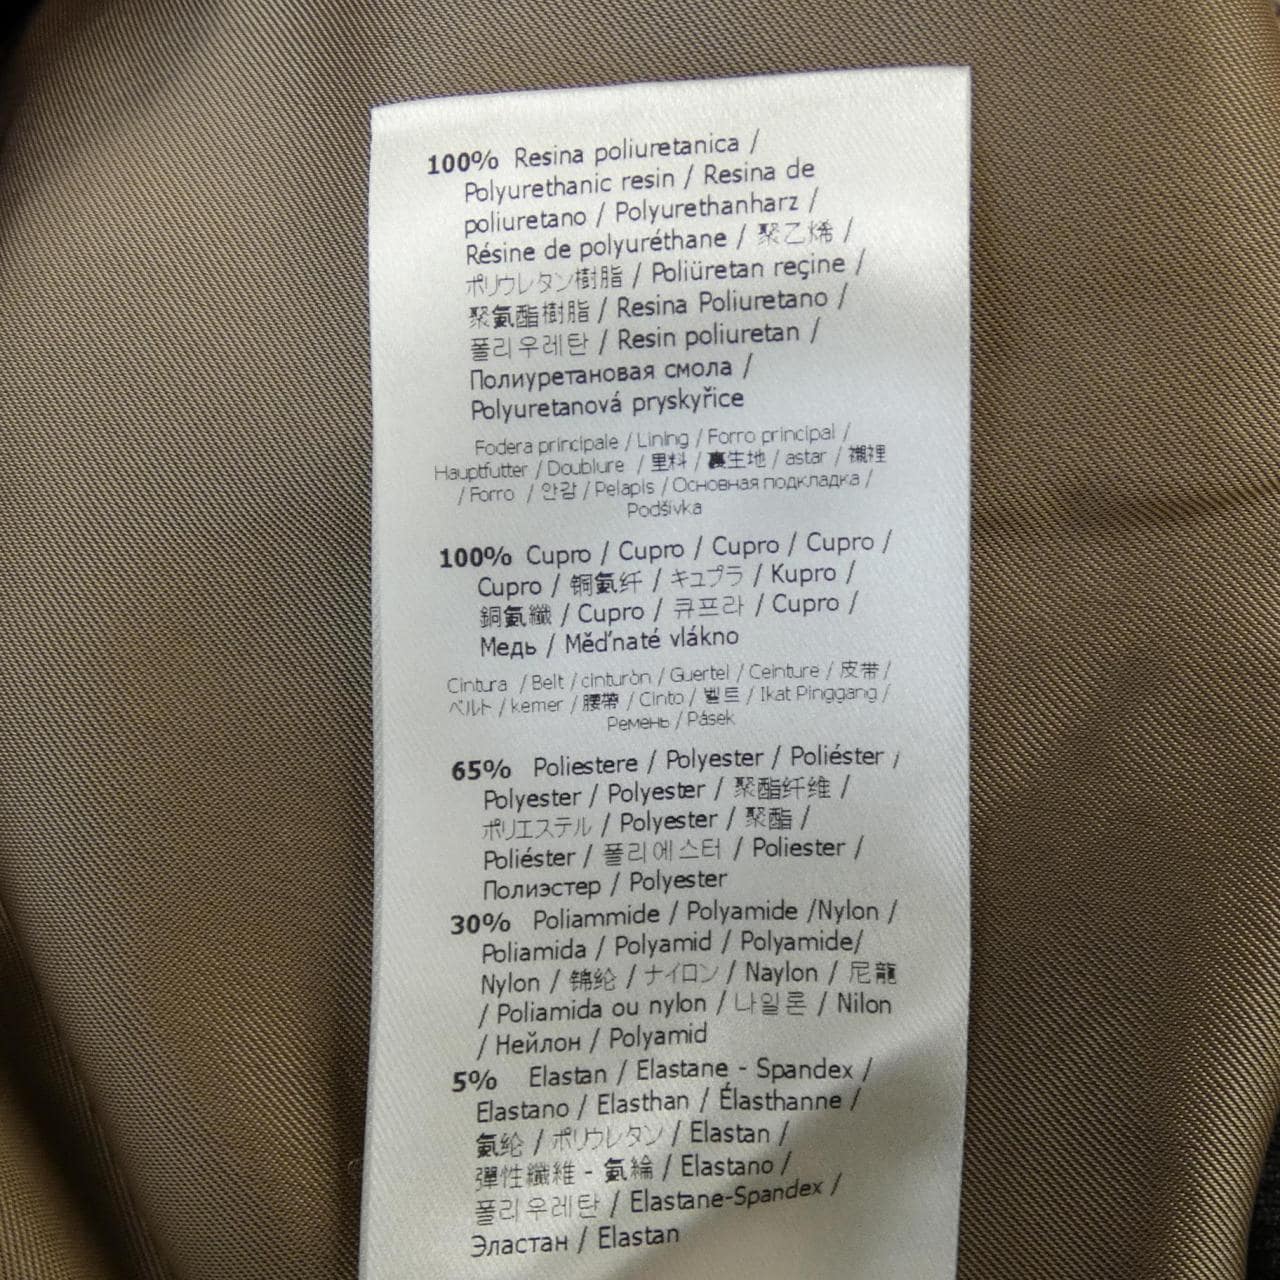 100% Resina poliuretanica /
Polyurethanic resin / Resina de
poliuretano / Polyurethanharz /
Résine de polyuréthane / 聚乙烯 /
ポリウレタン樹脂 / Poliüretan reçine /
聚氨酯樹脂 / Resina Poliuretano /
폴리우레탄 / Resin poliuretan /
Полиуретановая смола /
Polyuretanová pryskyřice
Fodera principale / Lining / Forro principal /
Hauptfutter / Doublure / 里料 / 裏生地 / astar / 襯裡
/ Forro / 안감 / Pelapis / Основная подкладка /
Podšívka
100% Cupro / Cupro / Cupro / Cupro /
Cupro / 铜氨纤 / キュプラ / Kupro /
銅氨纖 / Cupro / 큐프라 / Cupro /
Медь / Měďnaté vlákno
Cintura / Belt / cinturòn / Guertel / Ceinture / 皮带 /
ベルト / kemer / 腰帶 / Cinto / 벨트 / Ikat Pinggang /
Ремень / Pásek
65% Poliestere / Polyester / Poliéster /
Polyester / Polyester / 聚酯纤维 /
ポリエステル / Polyester / 聚酯 /
Poliéster / 폴리에스터 / Poliester /
Полиэстер / Polyester
30% Poliammide / Polyamide /Nylon /
Poliamida / Polyamid / Polyamide/
Nylon / 锦纶 / ナイロン / Naylon / 尼龍
/ Poliamida ou nylon / 나일론 / Nilon
/ Нейлон / Polyamid
5% Elastan / Elastane - Spandex /
Elastano / Elasthan / Élasthanne /
氨纶 / ポリウレタン / Elastan /
彈性纖維 - 氨綸 / Elastano /
폴리우레탄 / Elastane-Spandex /
Эластан / Elastan